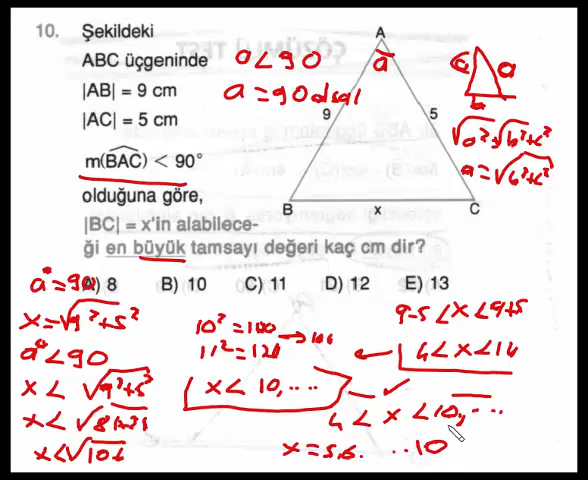 10. Şekildeki
ABC üçgeninde
|AB| = 9 cm
|AC| = 5 cm
m(BAC) < 90°
olduğuna göre,
|BC| = x'in alabilece-
ği en büyük tamsayı değeri kaç cm dir?
A) 8 B) 10 C) 11 D) 12 E) 13
A
9
5
B
x
C
a < 90
a = 90 olsa
a
a
b
√a² = √b²+c²
a = √b²+c²
a° = 90
x = √9²+5²
a° < 90
x < √9²+5²
x < √81+25
x < √106
10² = 100
11² = 121
→ 106
x < 10, ....
9-5 < x < 9+5
4 < x < 14
4 < x < 10, ...
x = 5,6. ..10